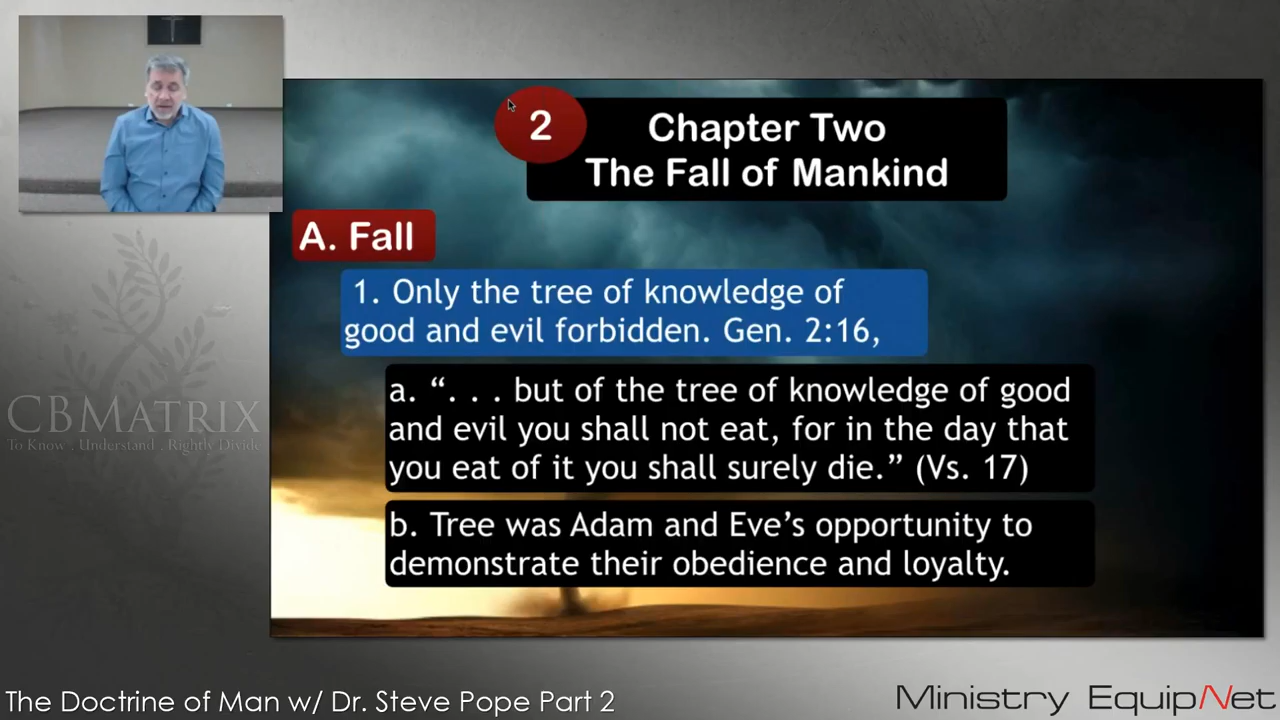 2
Chapter Two
The Fall of Mankind
A. Fall
1. Only the tree of knowledge of
good and evil forbidden. Gen. 2:16,
a. “. . . but of the tree of knowledge of good
and evil you shall not eat, for in the day that
you eat of it you shall surely die.” (Vs. 17)
b. Tree was Adam and Eve’s opportunity to
demonstrate their obedience and loyalty.
CBMATRIX
To Know . Understand . Rightly Divide
The Doctrine of Man w/ Dr. Steve Pope Part 2
Ministry EquipNet